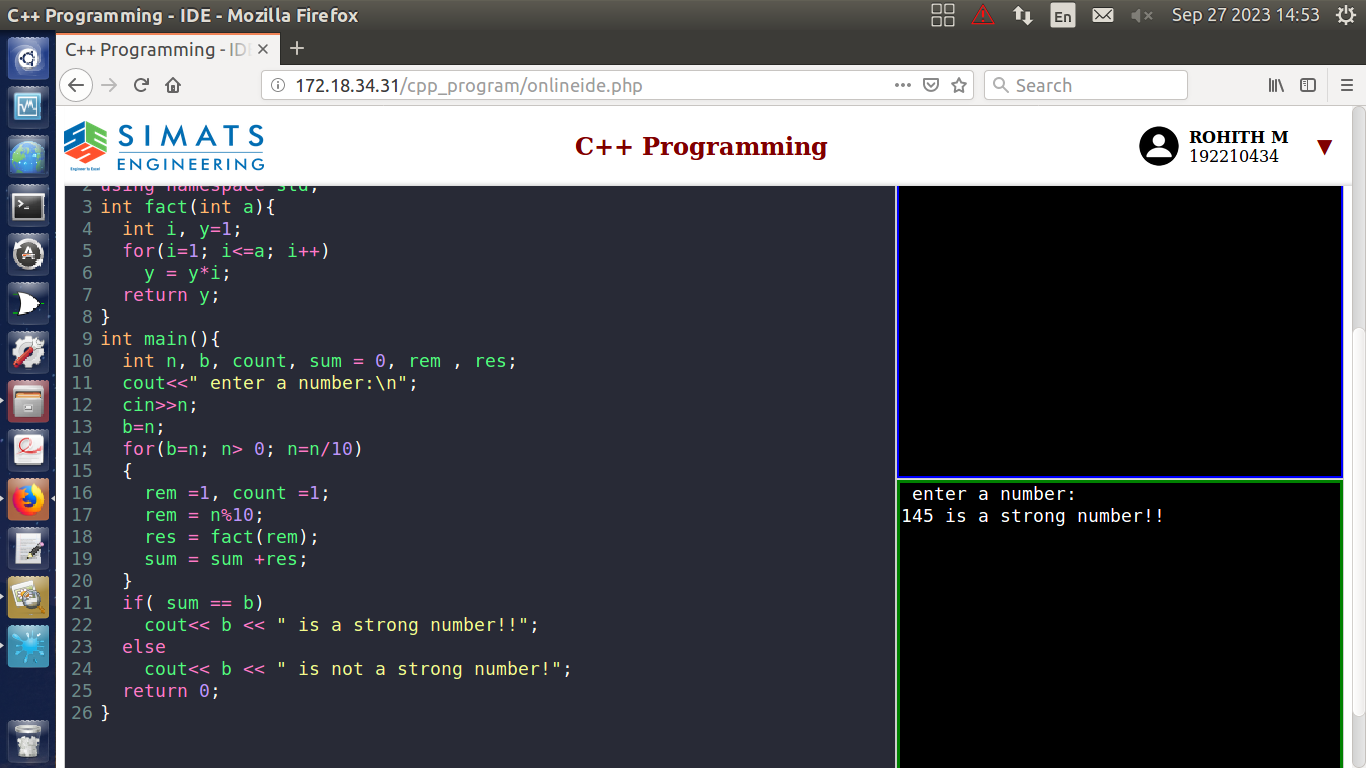 C++ Programming - IDE - Mozilla Firefox
En
Sep 27 2023 14:53
C++ Programming - IDE
172.18.34.31/cpp_program/onlineide.php
Search
SIMATS
ENGINEERING
Engineer to Excel
C++ Programming
ROHITH M
192210434
2 using namespace std;
3 int fact(int a){
4   int i, y=1;
5   for(i=1; i<=a; i++)
6     y = y*i;
7   return y;
8 }
9 int main(){
10   int n, b, count, sum = 0, rem , res;
11   cout<<" enter a number:\n";
12   cin>>n;
13   b=n;
14   for(b=n; n> 0; n=n/10)
15   {
16     rem =1, count =1;
17     rem = n%10;
18     res = fact(rem);
19     sum = sum +res;
20   }
21   if( sum == b)
22     cout<< b << " is a strong number!!";
23   else
24     cout<< b << " is not a strong number!";
25   return 0;
26 }
enter a number:
145 is a strong number!!